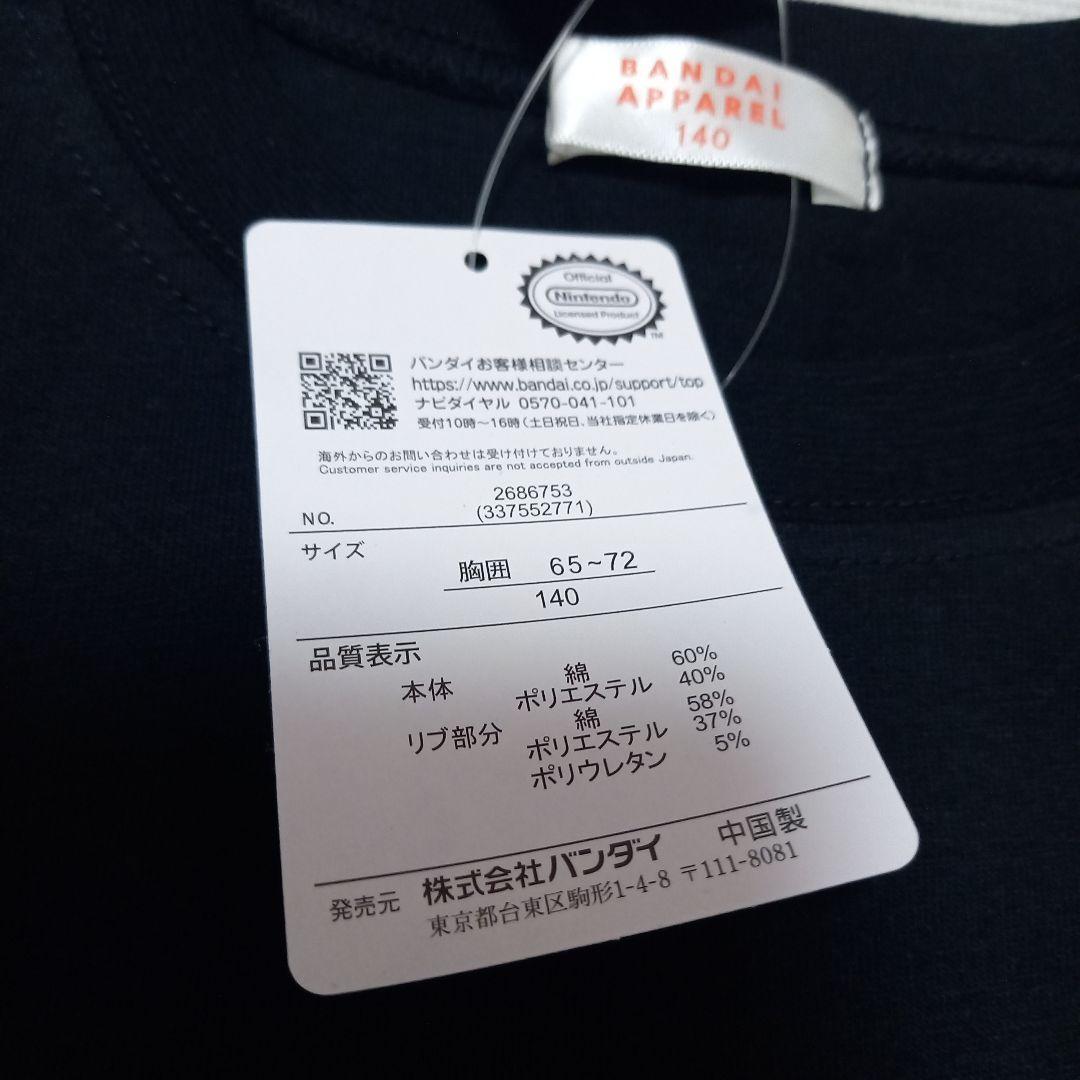 BANDAI
APPAREL
140
Official
Nintendo
Licensed Product
TM
バンダイお客様相談センター
https://www.bandai.co.jp/support/top
ナビダイヤル 0570-041-101
受付10時~16時(土日祝日、当社指定休業日を除く)
海外からのお問い合わせは受け付けておりません。
Customer service inquiries are not accepted from outside Japan.
NO. 2686753
(337552771)
サイズ
胸囲 65~72
140
品質表示
本体 綿 60%
ポリエステル 40%
リブ部分 綿 58%
ポリエステル 37%
ポリウレタン 5%
発売元 株式会社バンダイ 中国製
東京都台東区駒形1-4-8 〒111-8081